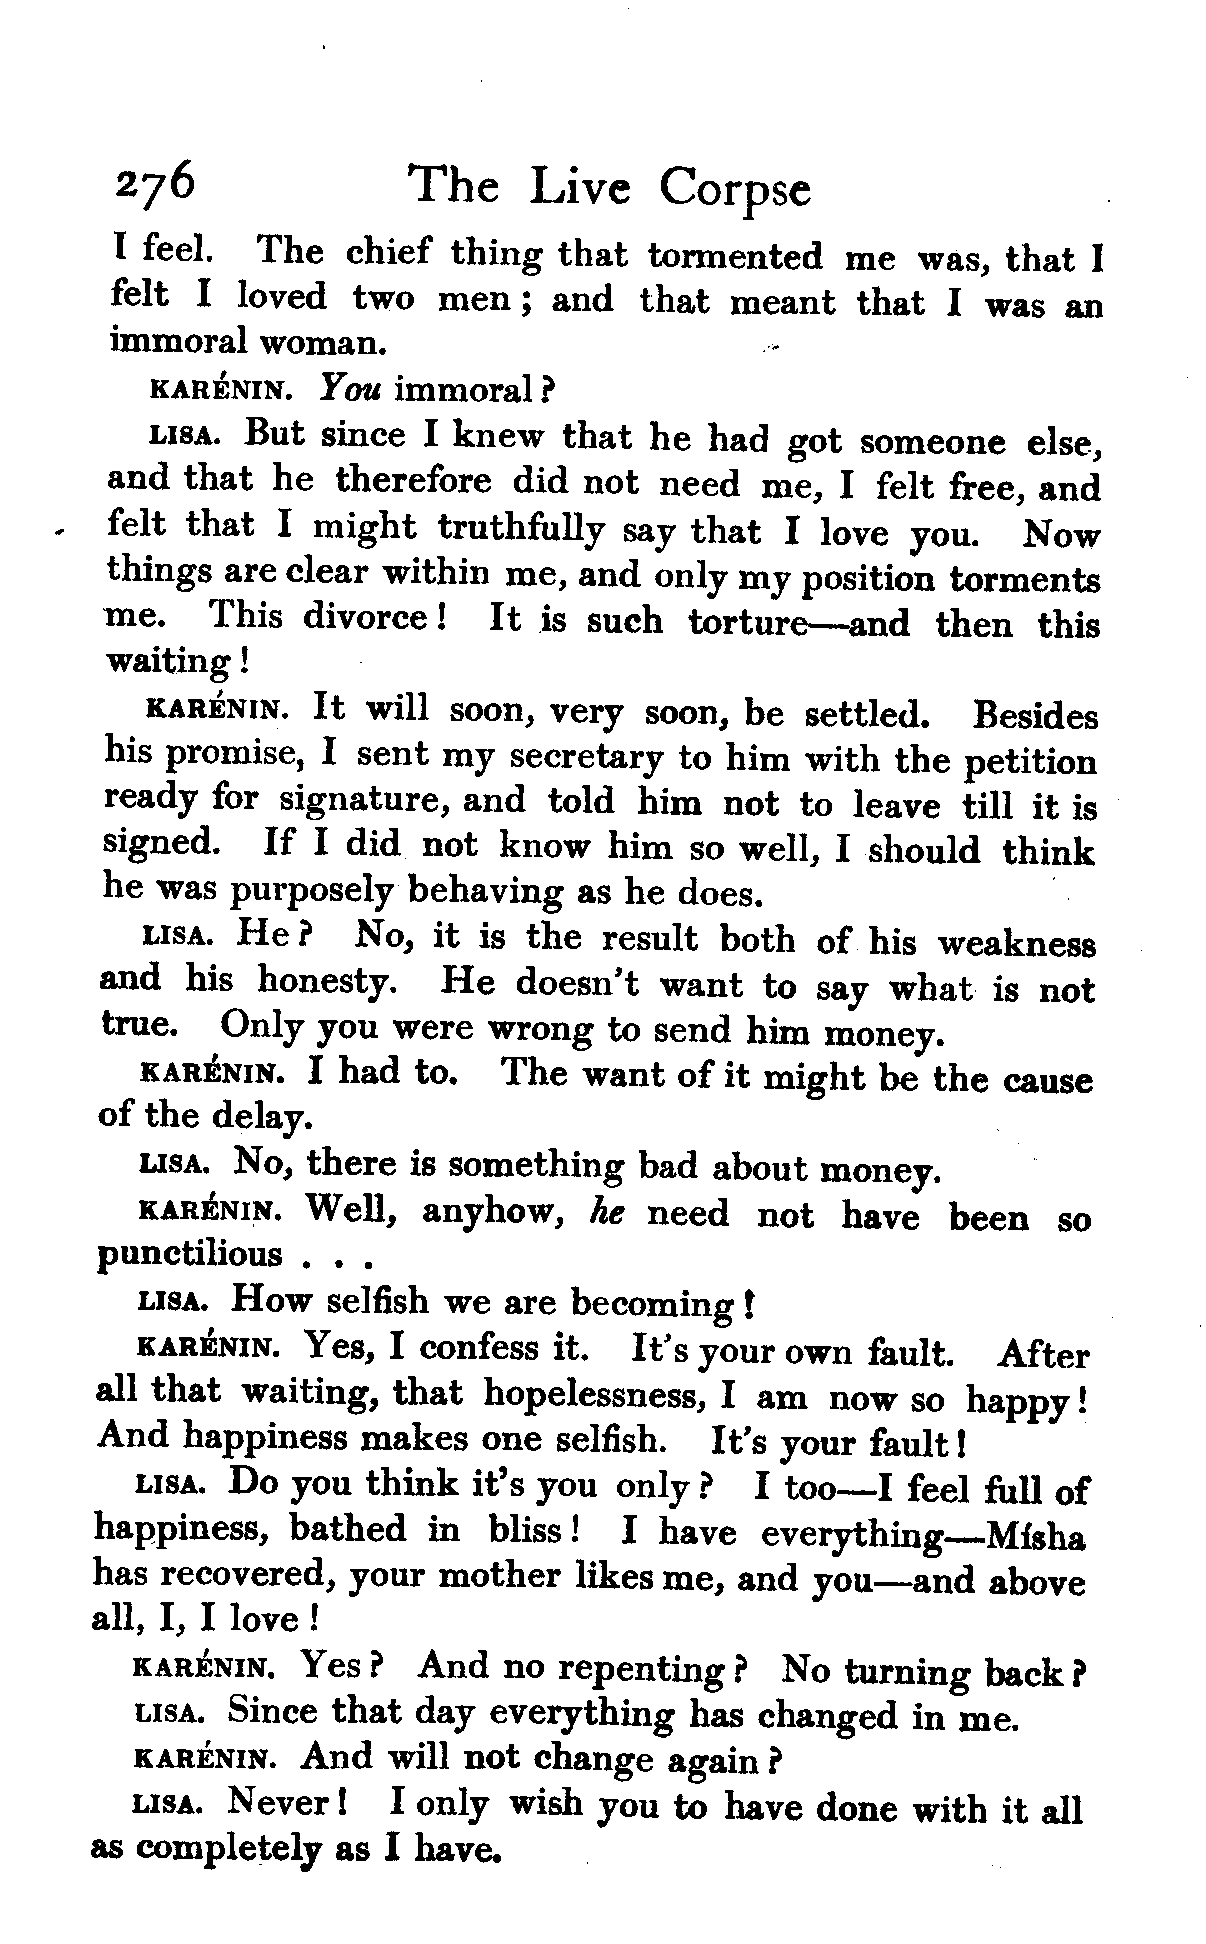 276 The Live Corpse
I feel. The chief thing that tormented me was, that I
felt I loved two men; and that meant that I was an
immoral woman.
KARÉNIN. You immoral?
LISA. But since I knew that he had got someone else,
and that he therefore did not need me, I felt free, and
felt that I might truthfully say that I love you. Now
things are clear within me, and only my position torments
me. This divorce! It is such torture—and then this
waiting!
KARÉNIN. It will soon, very soon, be settled. Besides
his promise, I sent my secretary to him with the petition
ready for signature, and told him not to leave till it is
signed. If I did not know him so well, I should think
he was purposely behaving as he does.
LISA. He? No, it is the result both of his weakness
and his honesty. He doesn't want to say what is not
true. Only you were wrong to send him money.
KARÉNIN. I had to. The want of it might be the cause
of the delay.
LISA. No, there is something bad about money.
KARÉNIN. Well, anyhow, he need not have been so
punctilious . . .
LISA. How selfish we are becoming!
KARÉNIN. Yes, I confess it. It's your own fault. After
all that waiting, that hopelessness, I am now so happy!
And happiness makes one selfish. It's your fault!
LISA. Do you think it's you only? I too—I feel full of
happiness, bathed in bliss! I have everything—Mísha
has recovered, your mother likes me, and you—and above
all, I, I love!
KARÉNIN. Yes? And no repenting? No turning back?
LISA. Since that day everything has changed in me.
KARÉNIN. And will not change again?
LISA. Never! I only wish you to have done with it all
as completely as I have.